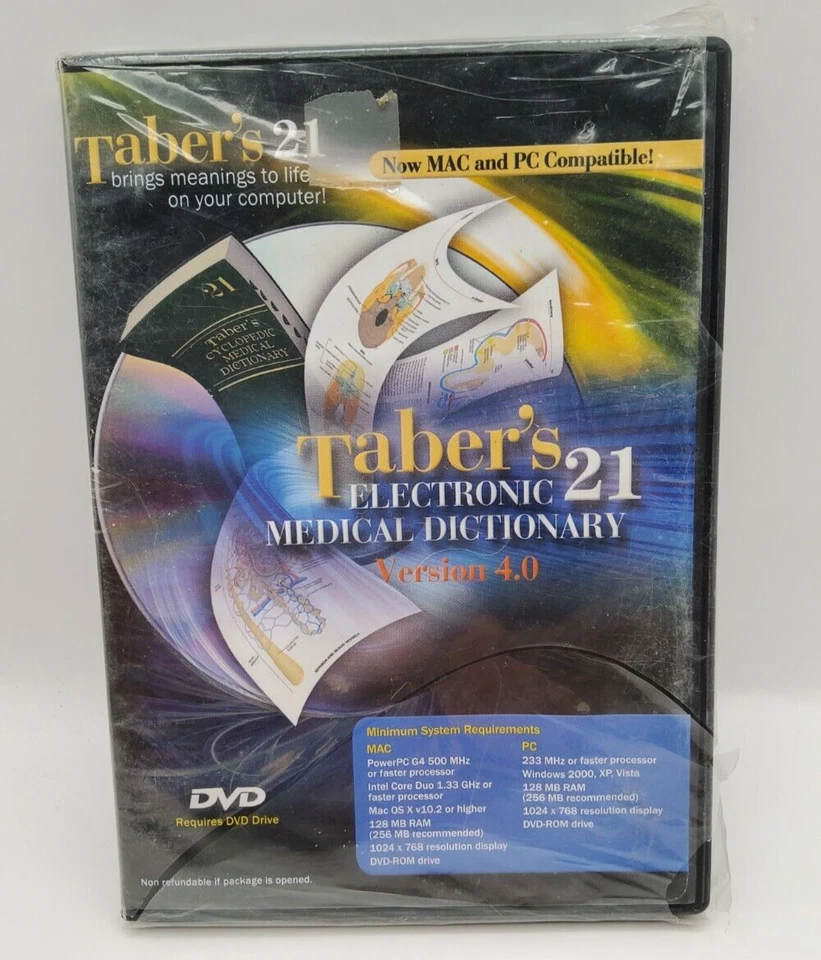 Taber's 21
brings meanings to life
on your computer!
Now MAC and PC Compatible!
21
Taber's
CYCLOPEDIC
MEDICAL
DICTIONARY
Taber's 21
ELECTRONIC
MEDICAL DICTIONARY
Version 4.0
Minimum System Requirements
MAC
PowerPC G4 500 MHz
or faster processor
Intel Core Duo 1.33 GHz or
faster processor
Mac OS X v10.2 or higher
128 MB RAM
(256 MB recommended)
1024 x 768 resolution display
DVD-ROM drive
PC
233 MHz or faster processor
Windows 2000, XP, Vista
128 MB RAM
(256 MB recommended)
1024 x 768 resolution display
DVD-ROM drive
DVD
Requires DVD Drive
Non refundable if package is opened.